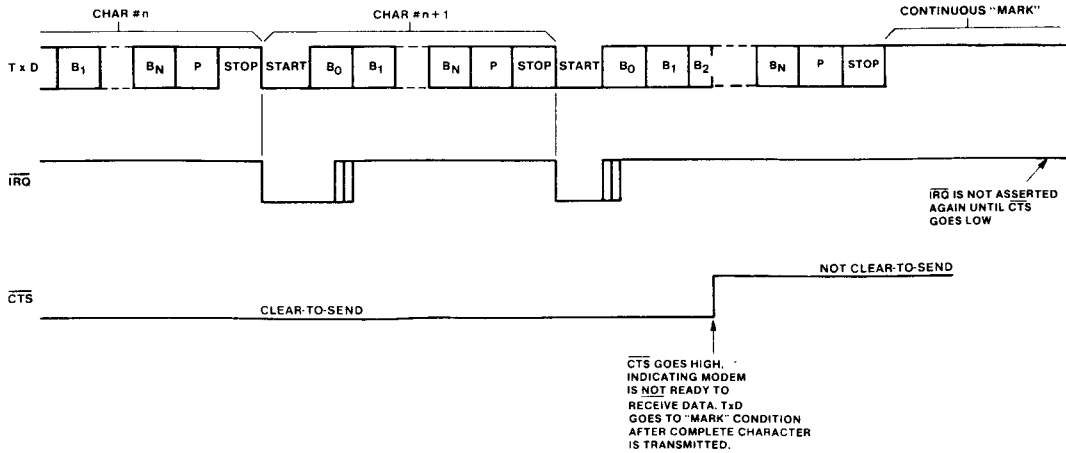 CHAR #n
CHAR #n+1
CONTINUOUS "MARK"
TxD B1 BN P STOP START B0 B1 BN P STOP START B0 B1 B2 BN P STOP
IRQ
IRQ IS NOT ASSERTED
AGAIN UNTIL CTS
GOES LOW
NOT CLEAR-TO-SEND
CTS
CLEAR-TO-SEND
CTS GOES HIGH,
INDICATING MODEM
IS NOT READY TO
RECEIVE DATA. TxD
GOES TO "MARK" CONDITION
AFTER COMPLETE CHARACTER
IS TRANSMITTED.